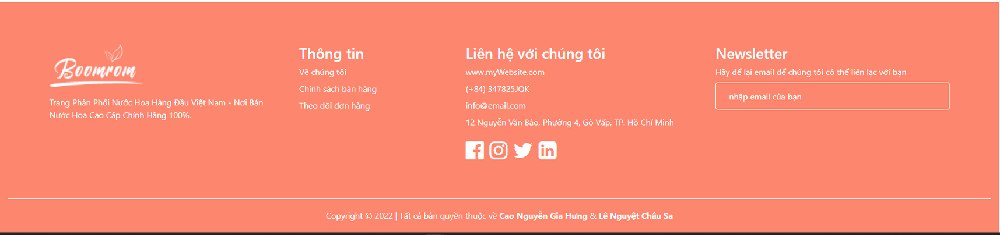 Boomrom
Trang Phân Phối Nước Hoa Hàng Đầu Việt Nam - Nơi Bán
Nước Hoa Cao Cấp Chính Hãng 100%.
Thông tin
Về chúng tôi
Chính sách bán hàng
Theo dõi đơn hàng
Liên hệ với chúng tôi
www.myWebsite.com
(+84) 347825JQK
info@email.com
12 Nguyễn Văn Bảo, Phường 4, Gò Vấp, TP. Hồ Chí Minh
Newsletter
Hãy để lại email để chúng tôi có thể liên lạc với bạn
nhập email của bạn
Copyright © 2022 | Tất cả bản quyền thuộc về Cao Nguyễn Gia Hưng & Lê Nguyệt Châu Sa